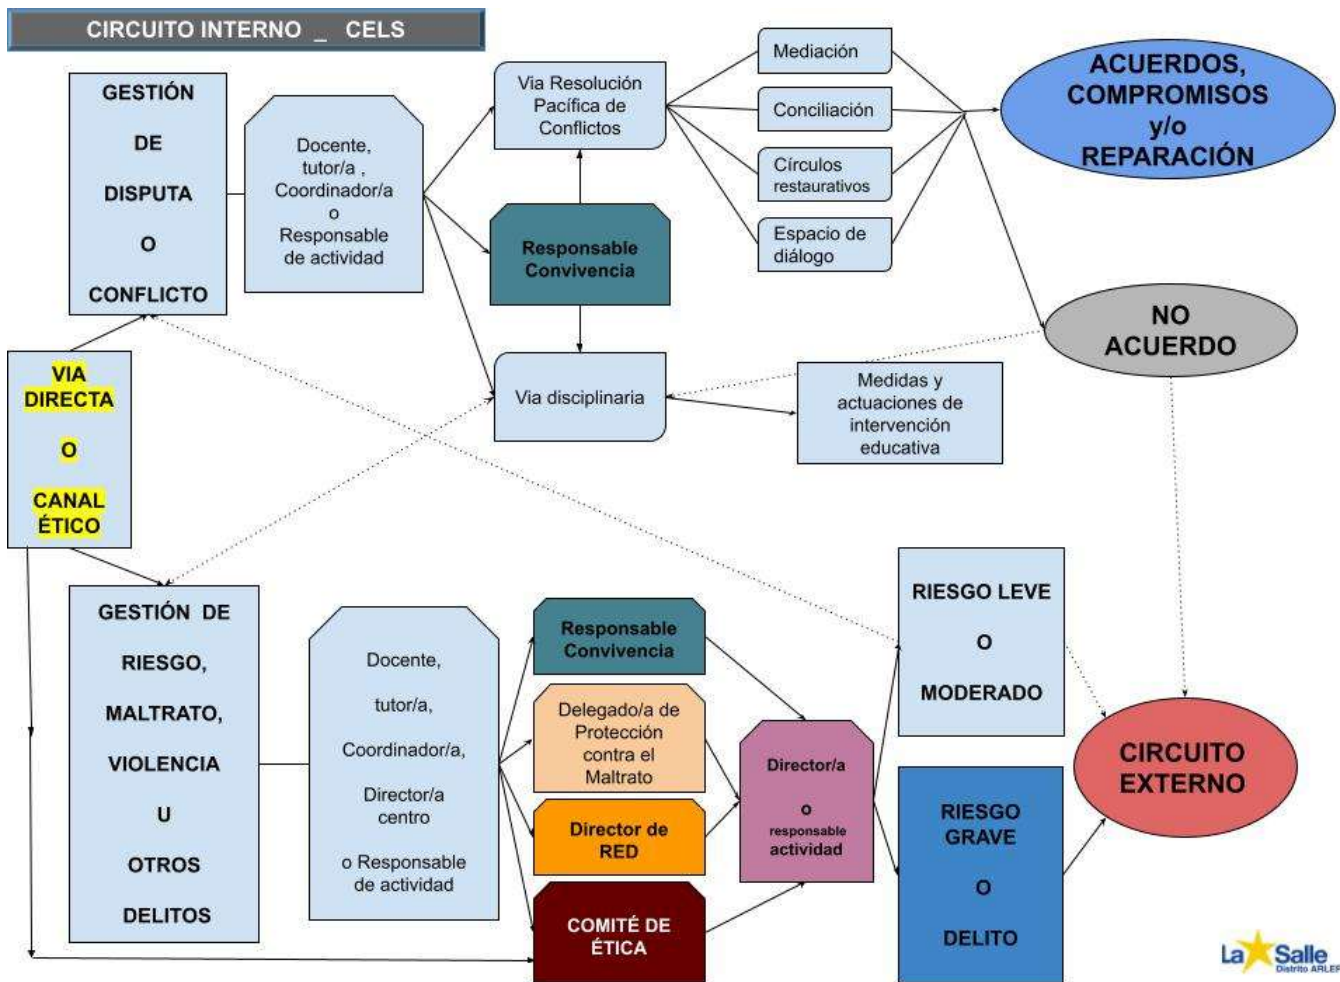 CIRCUITO INTERNO _ CELS
GESTIÓN
DE
DISPUTA
O
CONFLICTO
Docente,
tutor/a ,
Coordinador/a
o
Responsable
de actividad
Via Resolución
Pacífica de
Conflictos
Responsable
Convivencia
Via disciplinaria
Mediación
Conciliación
Círculos
restaurativos
Espacio de
diálogo
ACUERDOS,
COMPROMISOS
y/o
REPARACIÓN
NO
ACUERDO
Medidas y
actuaciones de
intervención
educativa
VIA
DIRECTA
O
CANAL
ÉTICO
GESTIÓN DE
RIESGO,
MALTRATO,
VIOLENCIA
U
OTROS
DELITOS
Docente,
tutor/a,
Coordinador/a,
Director/a
centro
o Responsable
de actividad
Responsable
Convivencia
Delegado/a de
Protección
contra el
Maltrato
Director de
RED
COMITÉ DE
ÉTICA
Director/a
o
responsable
actividad
RIESGO LEVE
O
MODERADO
RIESGO
GRAVE
O
DELITO
CIRCUITO
EXTERNO
La Salle
Distrito ARLEP